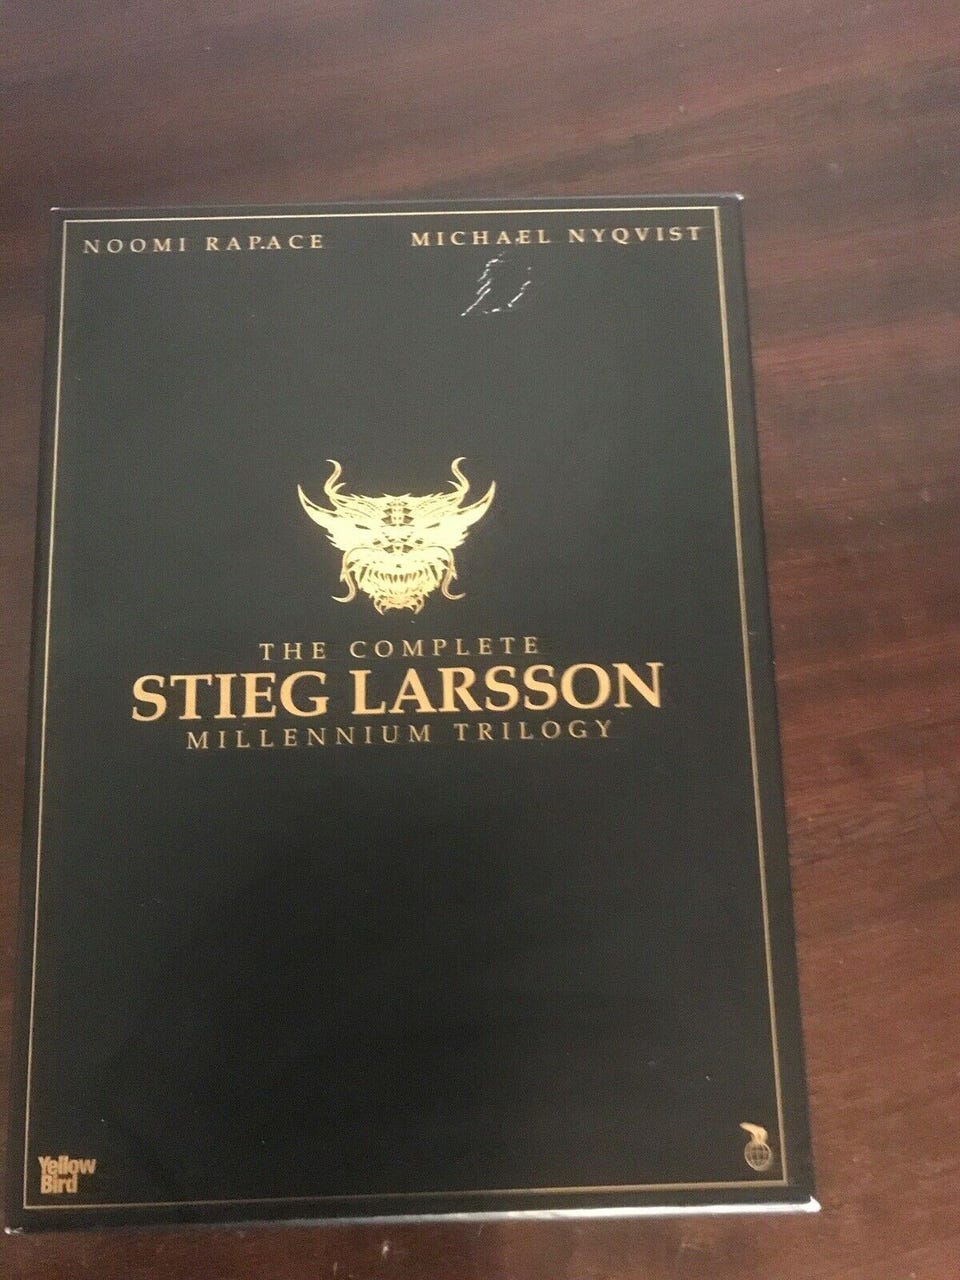 NOOMI RAPACE MICHAEL NYQVIST
THE COMPLETE
STIEG LARSSON
MILLENNIUM TRILOGY
Yellow
Bird